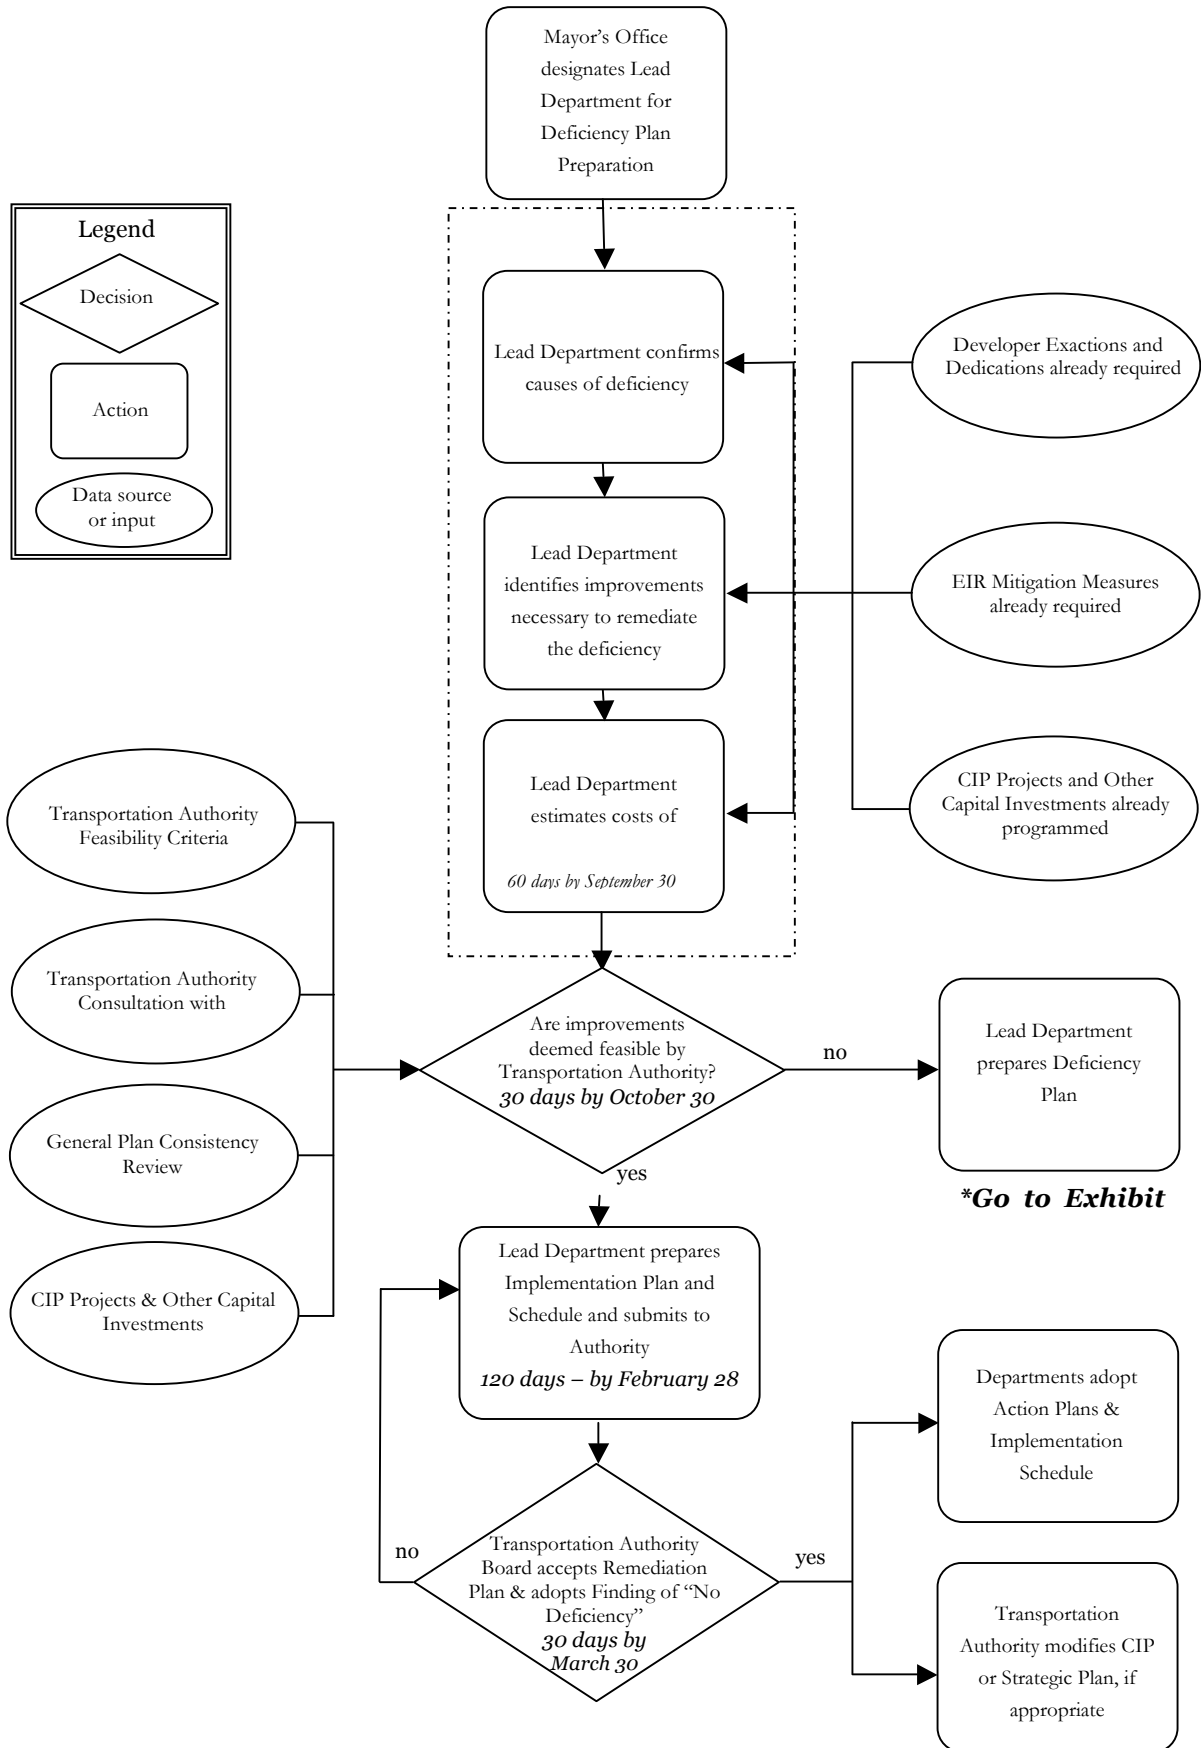 Mayor's Office
designates Lead
Department for
Deficiency Plan
Preparation
Legend
Decision
Action
Data source
or input
Lead Department confirms
causes of deficiency
Developer Exactions and
Dedications already required
Lead Department
identifies improvements
necessary to remediate
the deficiency
EIR Mitigation Measures
already required
Lead Department
estimates costs of
60 days by September 30
CIP Projects and Other
Capital Investments already
programmed
Transportation Authority
Feasibility Criteria
Transportation Authority
Consultation with
General Plan Consistency
Review
CIP Projects & Other Capital
Investments
Are improvements
deemed feasible by
Transportation Authority?
30 days by October 30
no
Lead Department
prepares Deficiency
Plan
*Go to Exhibit
yes
Lead Department prepares
Implementation Plan and
Schedule and submits to
Authority
120 days – by February 28
Transportation Authority
Board accepts Remediation
Plan & adopts Finding of “No
Deficiency”
30 days by
March 30
no
yes
Departments adopt
Action Plans &
Implementation
Schedule
Transportation
Authority modifies CIP
or Strategic Plan, if
appropriate